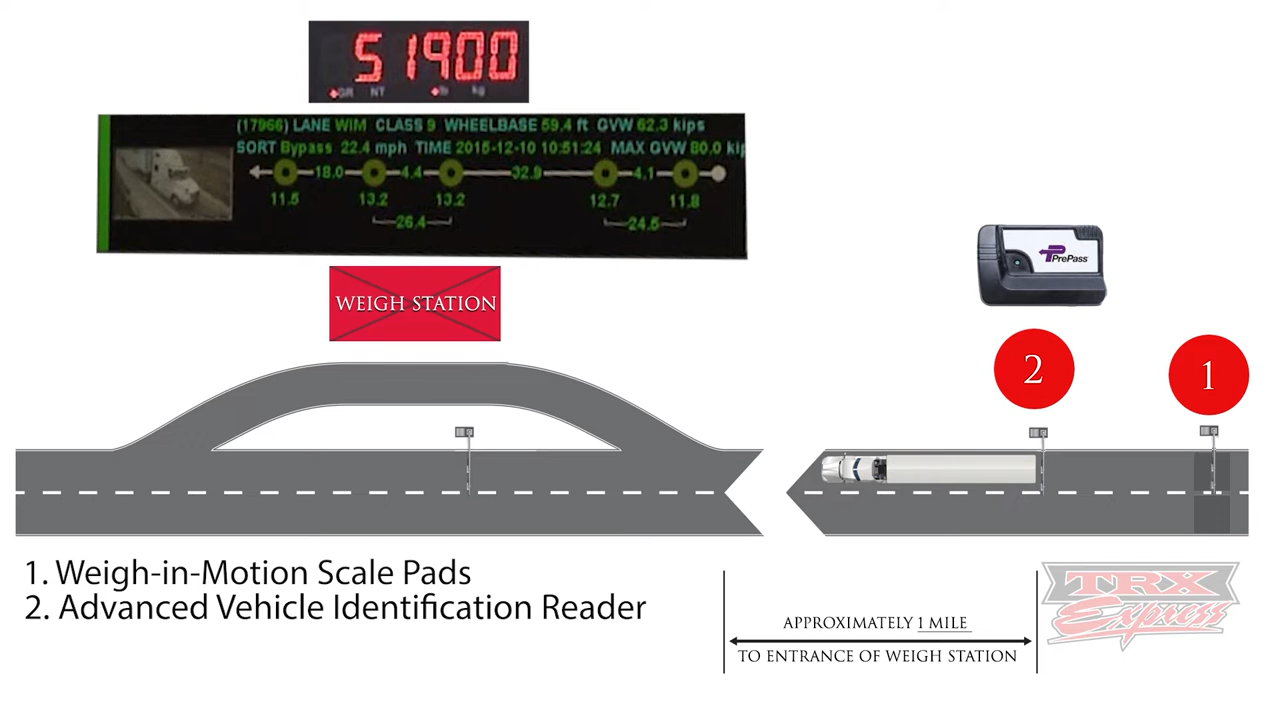 51900
GR NT lb kg
(17966) LANE WIM CLASS 9 WHEELBASE 59.4 ft GVW 62.3 kips
SORT Bypass 22.4 mph TIME 2015-12-10 10:51:24 MAX GVW 80.0 kip
18.0 4.4 32.9 4.1
11.5 13.2 13.2 12.7 11.8
26.4 24.5
WEIGH STATION
PrePass
2
1
1. Weigh-in-Motion Scale Pads
2. Advanced Vehicle Identification Reader
APPROXIMATELY 1 MILE
TO ENTRANCE OF WEIGH STATION
TRX
Express